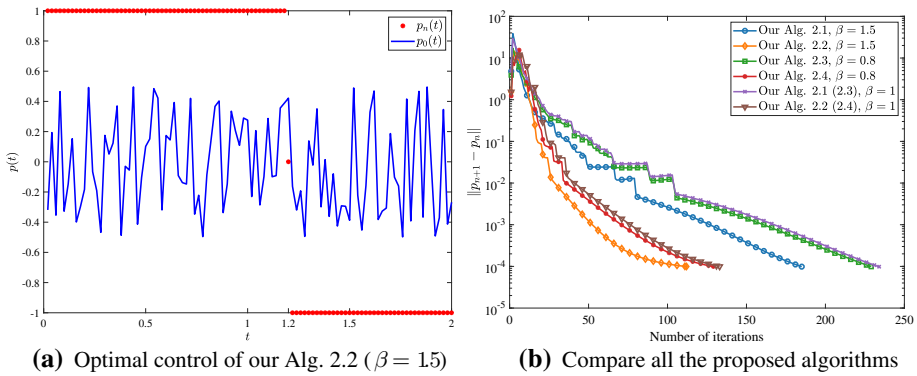 1
0.8
0.6
0.4
0.2
0
-0.2
-0.4
-0.6
-0.8
-1
p(t)
0 0.5 1 1.2 1.5 2
t
p_n(t)
p_0(t)
(a) Optimal control of our Alg. 2.2 (β = 1.5)
10^2
10^1
10^0
10^-1
10^-2
10^-3
10^-4
10^-5
||p_{n+1} − p_n||
0 50 100 150 200 250
Number of iterations
Our Alg. 2.1, β = 1.5
Our Alg. 2.2, β = 1.5
Our Alg. 2.3, β = 0.8
Our Alg. 2.4, β = 0.8
Our Alg. 2.1 (2.3), β = 1
Our Alg. 2.2 (2.4), β = 1
(b) Compare all the proposed algorithms